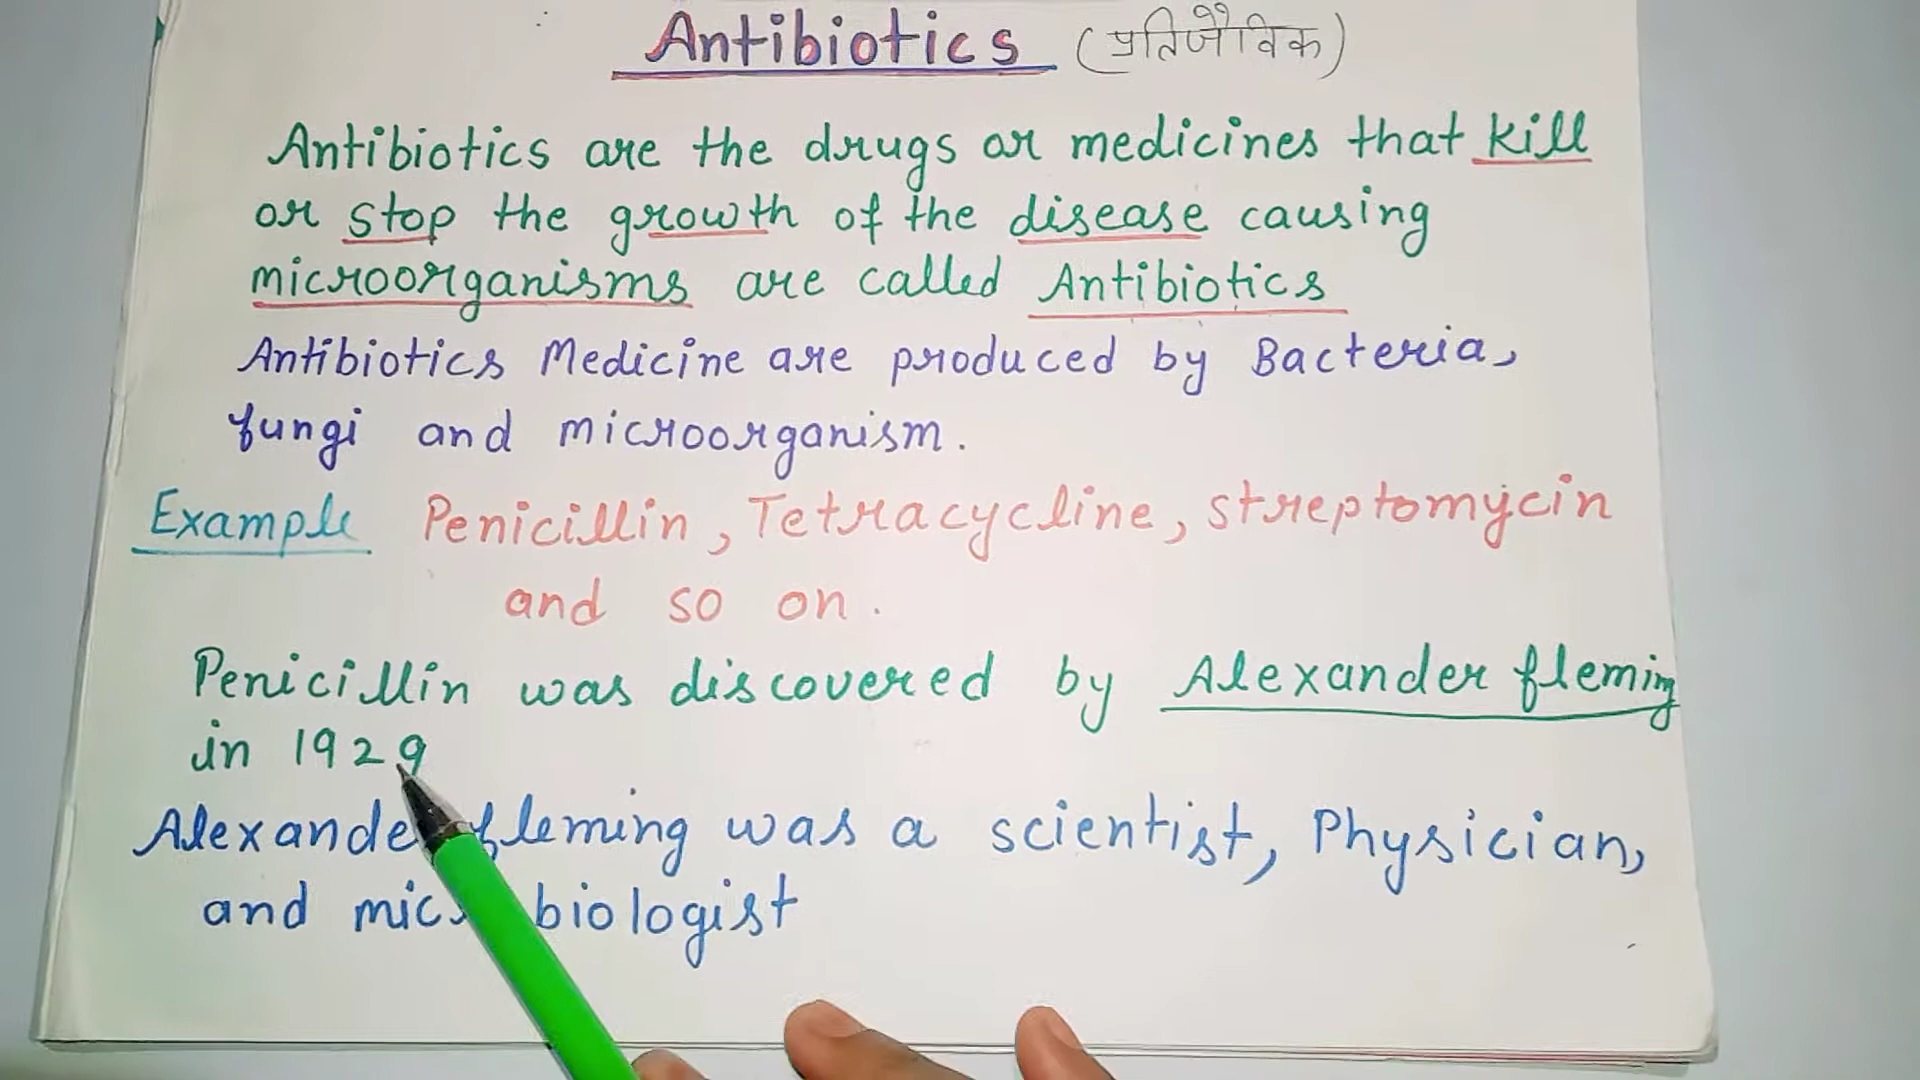 Antibiotics (प्रतिजैविक)
Antibiotics are the drugs or medicines that kill
or stop the growth of the disease causing
microorganisms are called Antibiotics
Antibiotics Medicine are produced by Bacteria,
fungi and microorganism.
Example Penicillin, Tetracycline, streptomycin
and so on.
Penicillin was discovered by Alexander fleming
in 1929
Alexander fleming was a scientist, Physician,
and microbiologist